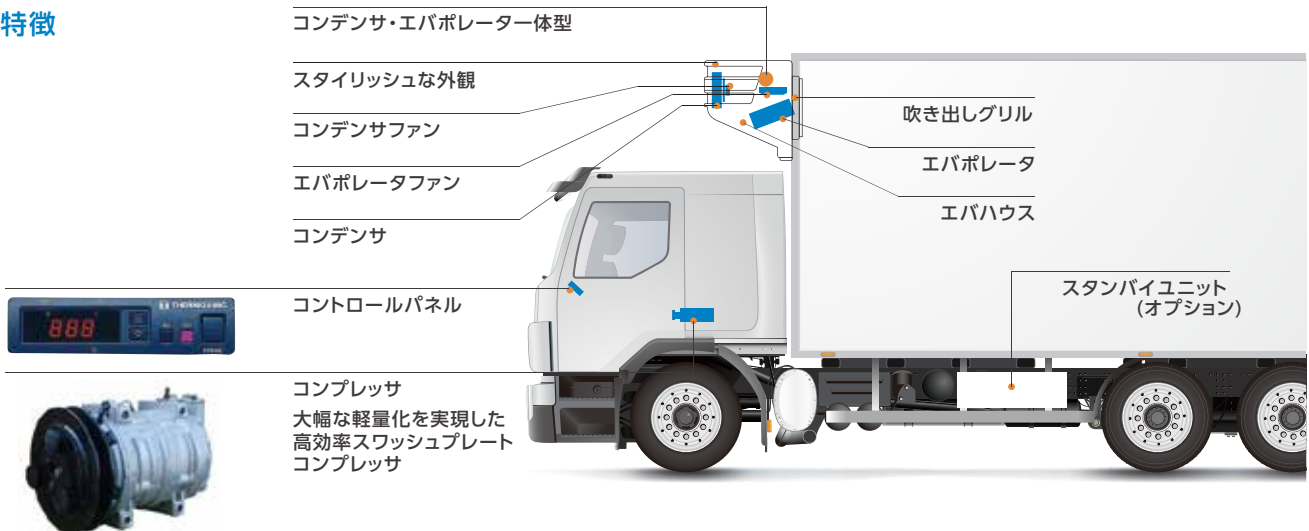 特徴
コンデンサ・エバポレータ一体型
スタイリッシュな外観
コンデンサファン
エバポレータファン
コンデンサ
吹き出しグリル
エバポレータ
エバハウス
スタンバイユニット
(オプション)
コントロールパネル
888
コンプレッサ
大幅な軽量化を実現した
高効率スワッシュプレート
コンプレッサ